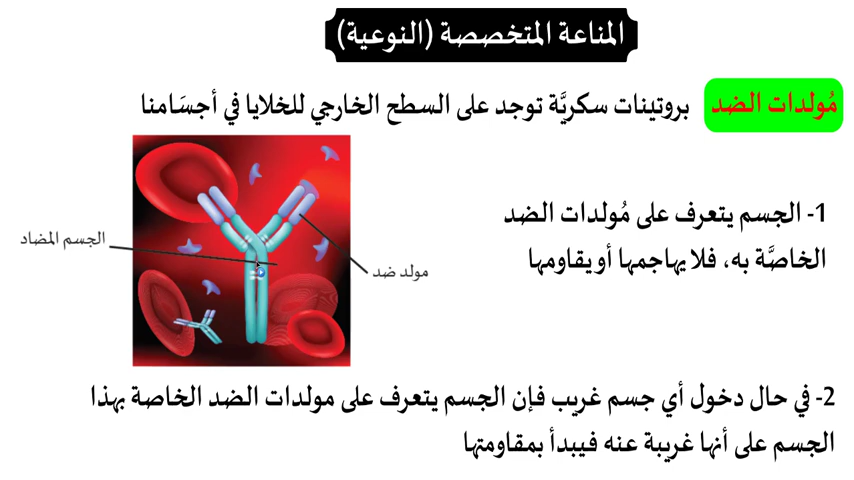 المناعة المتخصصة (النوعية)
مُولدات الضد بروتينات سكريَّة توجد على السطح الخارجي للخلايا في أجسَامنا
1- الجسم يتعرف على مُولدات الضد
الخاصَّة به، فلا يهاجمها أو يقاومها
الجسم المضاد
مولد ضد
2- في حال دخول أي جسم غريب فإن الجسم يتعرف على مولدات الضد الخاصة بهذا
الجسم على أنها غريبة عنه فيبدأ بمقاومتها